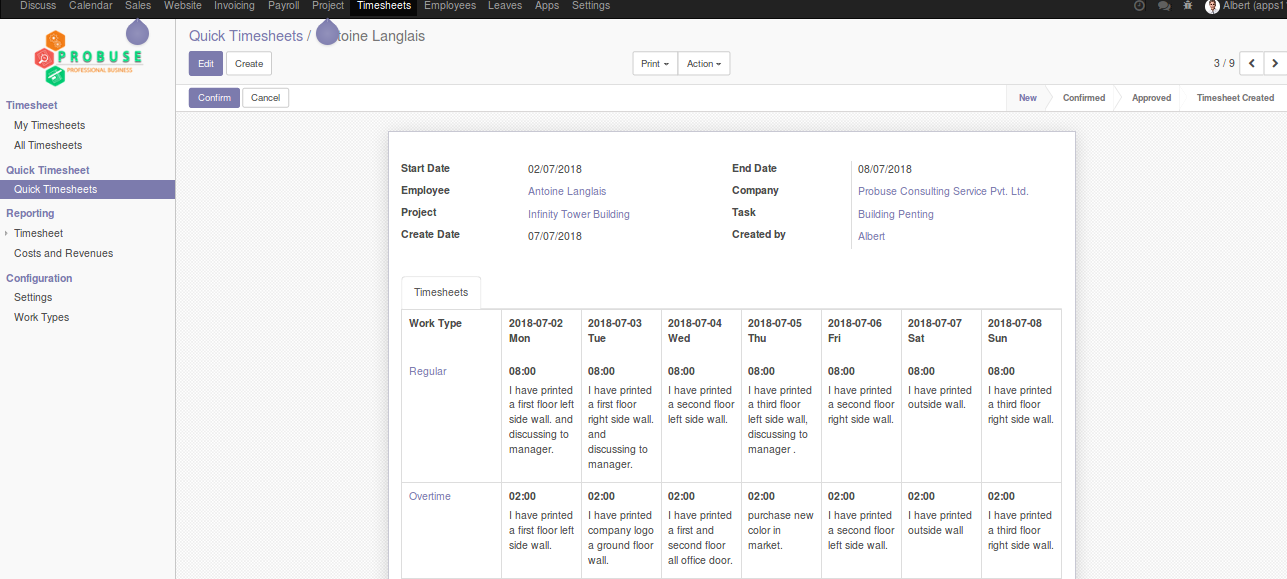 Discuss Calendar Sales Website Invoicing Payroll Project Timesheets Employees Leaves Apps Settings Albert (apps1
PROBUSE
PROFESSIONAL BUSINESS
Quick Timesheets / toine Langlais
Edit Create Print Action 3 / 9
Confirm Cancel New Confirmed Approved Timesheet Created
Timesheet
My Timesheets
All Timesheets
Quick Timesheet
Quick Timesheets
Reporting
Timesheet
Costs and Revenues
Configuration
Settings
Work Types
Start Date 02/07/2018 End Date 08/07/2018
Employee Antoine Langlais Company Probuse Consulting Service Pvt. Ltd.
Project Infinity Tower Building Task Building Penting
Create Date 07/07/2018 Created by Albert
Timesheets
Work Type 2018-07-02 2018-07-03 2018-07-04 2018-07-05 2018-07-06 2018-07-07 2018-07-08
Mon Tue Wed Thu Fri Sat Sun
Regular 08:00 08:00 08:00 08:00 08:00 08:00 08:00
I have printed I have printed I have printed I have printed I have printed I have printed I have printed
a first floor left a first floor a second floor a third floor a second floor outside wall. a third floor
side wall. and right side wall. left side wall. left side wall, right side wall. right side wall.
discussing to and discussing to
manager. discussing to manager .
manager.
Overtime 02:00 02:00 02:00 02:00 02:00 02:00 02:00
I have printed I have printed I have printed purchase new I have printed I have printed I have printed
a first floor left company logo a first and color in a second floor outside wall a third floor
side wall. a ground floor second floor market. left side wall. right side wall.
wall. all office door.